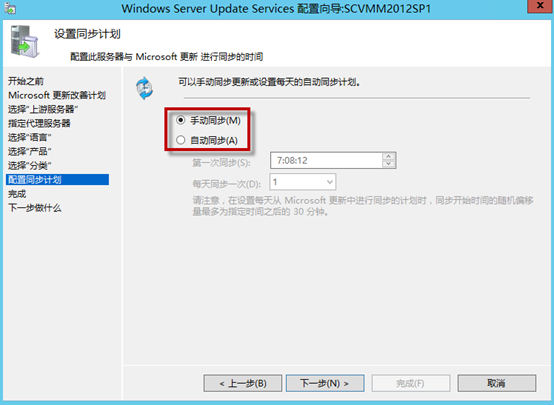 Windows Server Update Services 配置向导:SCVMM2012SP1
设置同步计划
配置此服务器与 Microsoft 更新 进行同步的时间
开始之前
Microsoft 更新改善计划
选择"上游服务器"
指定代理服务器
选择"语言"
选择"产品"
选择"分类"
配置同步计划
完成
下一步做什么
可以手动同步更新或设置每天的自动同步计划。
手动同步(M)
自动同步(A)
第一次同步(S):
7:08:12
每天同步一次(D):
1
请注意，在设置每天从 Microsoft 更新中进行同步的计划时，同步开始时间的随机偏移
量最多为指定时间之后的 30 分钟。
< 上一步(B)
下一步(N) >
完成(F)
取消